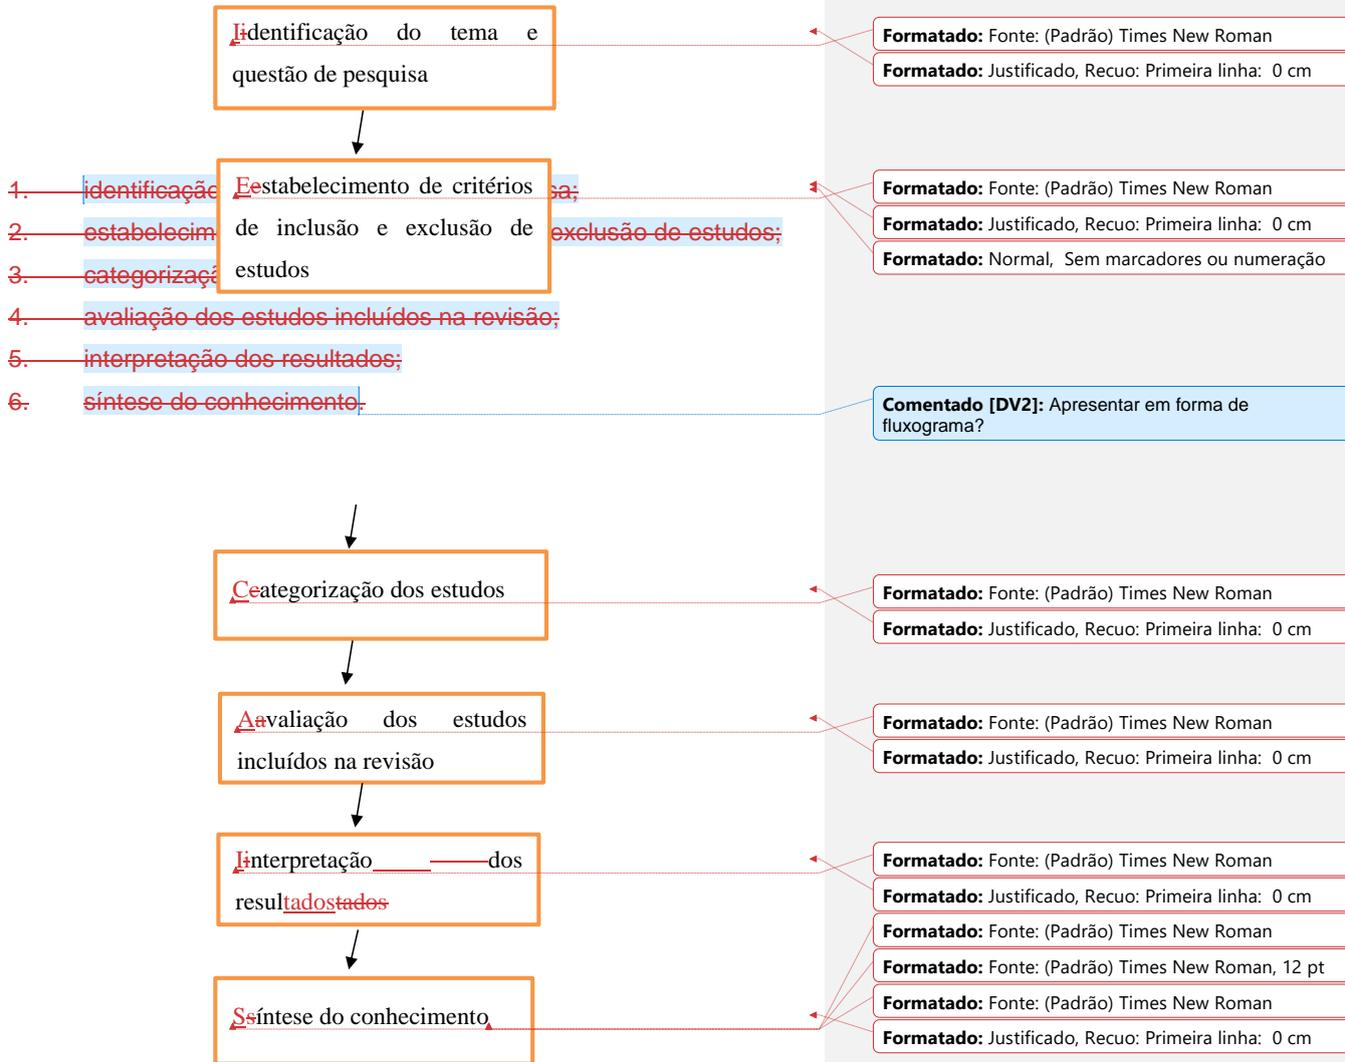 Iidentificação do tema e
questão de pesquisa
Formatado: Fonte: (Padrão) Times New Roman
Formatado: Justificado, Recuo: Primeira linha: 0 cm
1. identificação
sa;
2. estabelecim
exclusão de estudos;
3. categorizaçã
4. avaliação dos estudos incluídos na revisão;
5. interpretação dos resultados;
6. síntese do conhecimento.
Eestabelecimento de critérios
de inclusão e exclusão de
estudos
Formatado: Fonte: (Padrão) Times New Roman
Formatado: Justificado, Recuo: Primeira linha: 0 cm
Formatado: Normal, Sem marcadores ou numeração
Comentado [DV2]: Apresentar em forma de
fluxograma?
Ccategorização dos estudos
Formatado: Fonte: (Padrão) Times New Roman
Formatado: Justificado, Recuo: Primeira linha: 0 cm
Aavaliação dos estudos
incluídos na revisão
Formatado: Fonte: (Padrão) Times New Roman
Formatado: Justificado, Recuo: Primeira linha: 0 cm
Iinterpretação dos
resultadostados
Formatado: Fonte: (Padrão) Times New Roman
Formatado: Justificado, Recuo: Primeira linha: 0 cm
Ssíntese do conhecimento
Formatado: Fonte: (Padrão) Times New Roman
Formatado: Fonte: (Padrão) Times New Roman, 12 pt
Formatado: Fonte: (Padrão) Times New Roman
Formatado: Justificado, Recuo: Primeira linha: 0 cm